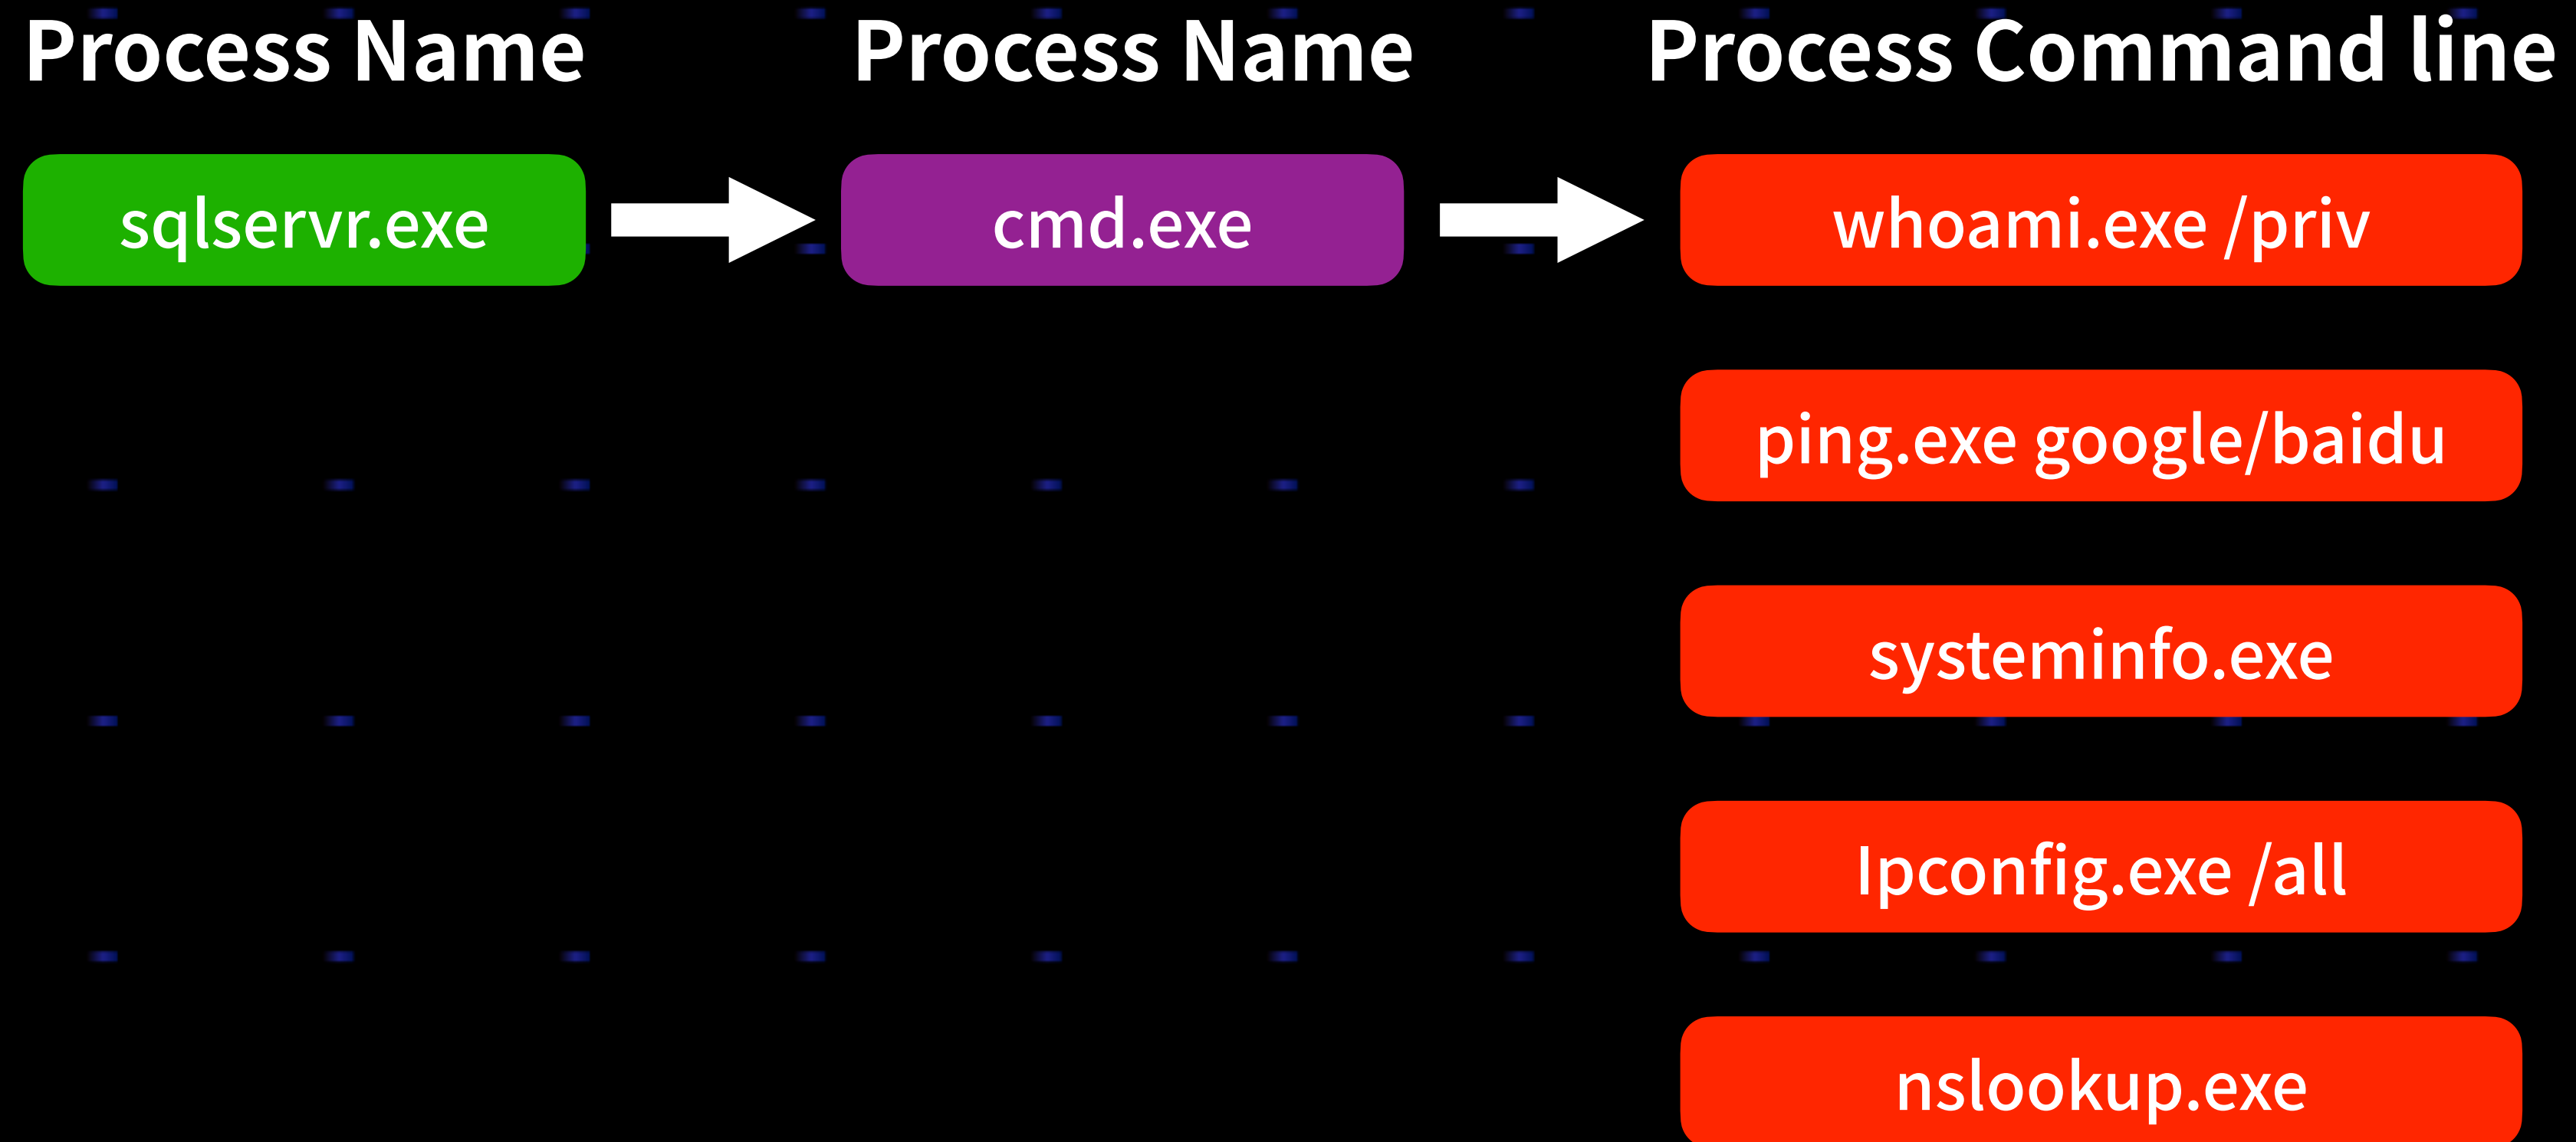 Process Name
Process Name
Process Command line
sqlservr.exe
cmd.exe
whoami.exe /priv
ping.exe google/baidu
systeminfo.exe
Ipconfig.exe /all
nslookup.exe